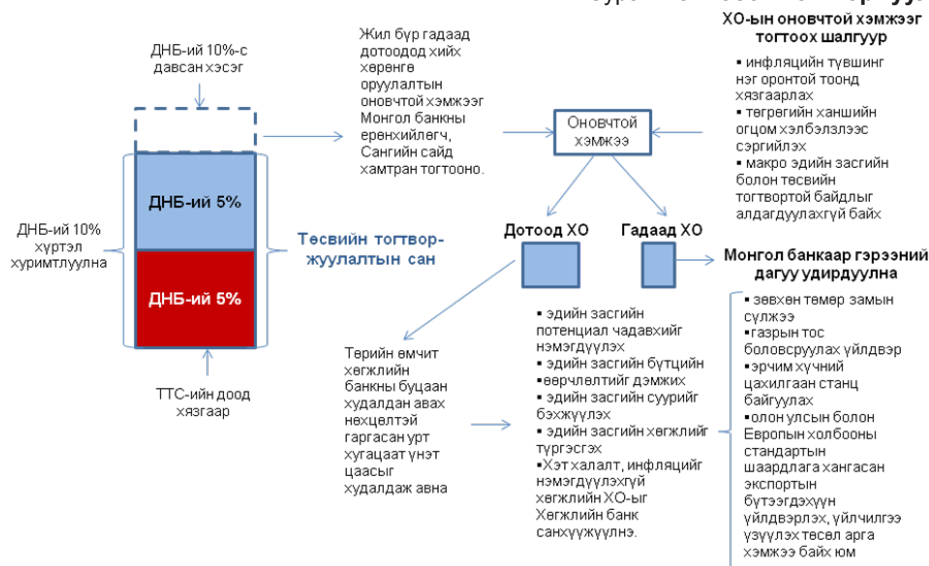 ХО-ын оновчтой хэмжээг
тогтоох шалгуур
▪ инфляцийн түвшинг
нэг оронтой тоонд
хязгаарлах
▪ төгрөгийн ханшийн
огцом хэлбэлзлээс
сэргийлэх
▪ макро эдийн засгийн
болон төсвийн
тогтвортой байдлыг
алдагдуулахгүй байх
ДНБ-ий 10%-с
давсан хэсэг
Жил бүр гадаад
дотоодод хийх
хөрөнгө
оруулалтын
оновчтой хэмжээг
Монгол банкны
ерөнхийлөгч,
Сангийн сайд
хамтран тогтооно.
Оновчтой
хэмжээ
ДНБ-ий 5%
ДНБ-ий 10%
хүртэл
хуримтлуулна
Төсвийн тогтвор-
жуулалтын сан
ДНБ-ий 5%
ТТС-ийн доод
хязгаар
Дотоод ХО
Гадаад ХО
Монгол банкаар гэрээний
дагуу удирдуулна
Төрийн өмчит
хөгжлийн
банкны буцаан
худалдан авах
нөхцөлтэй
гаргасан урт
хугацаат үнэт
цаасыг
худалдаж авна
▪ эдийн засгийн
потенциал чадавхийг
нэмэгдүүлэх
▪ эдийн засгийн бүтцийн
▪өөрчлөлтийг дэмжих
▪ эдийн засгийн суурийг
бэхжүүлэх
▪ эдийн засгийн хөгжлийг
түргэсгэх
▪Хэт халалт, инфляцийг
нэмэгдүүлэхгүй
хөгжлийн ХО-ыг
Хөгжлийн банк
санхүүжүүлнэ.
▪ зөвхөн төмөр замын
сүлжээ
▪газрын тос
боловсруулах үйлдвэр
▪эрчим хүчний
цахилгаан станц
байгуулах
▪олон улсын болон
Европын холбооны
стандартын
шаардлага хангасан
экспортын
бүтээгдэхүүн
үйлдвэрлэх, үйлчилгээ
үзүүлэх төсөл арга
хэмжээ байх юм